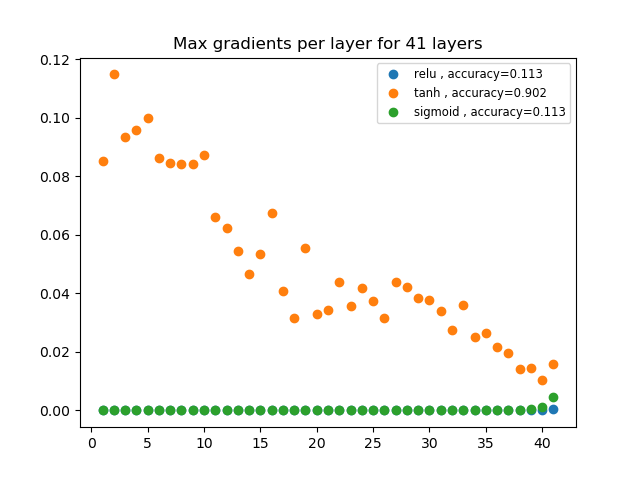 Max gradients per layer for 41 layers
relu , accuracy=0.113
tanh , accuracy=0.902
sigmoid , accuracy=0.113
0.12
0.10
0.08
0.06
0.04
0.02
0.00
0 5 10 15 20 25 30 35 40